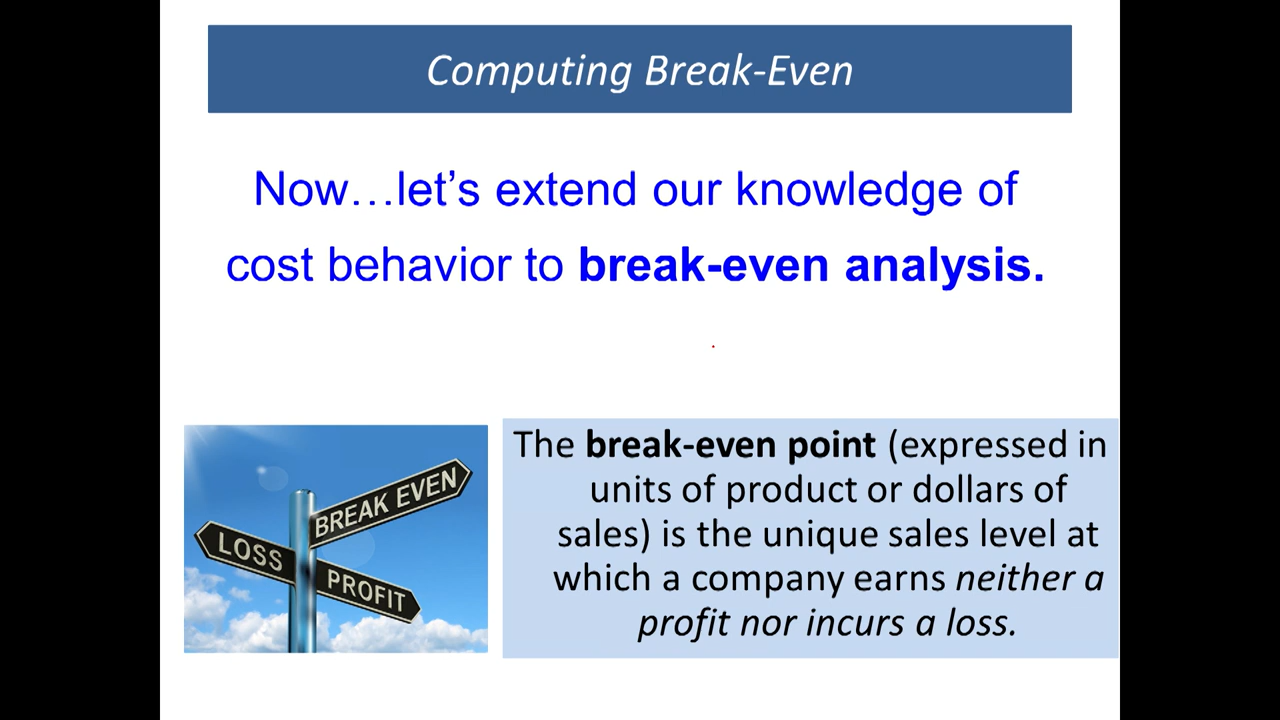 Computing Break-Even
Now…let’s extend our knowledge of
cost behavior to break-even analysis.
BREAK EVEN
LOSS
PROFIT
The break-even point (expressed in
units of product or dollars of
sales) is the unique sales level at
which a company earns neither a
profit nor incurs a loss.